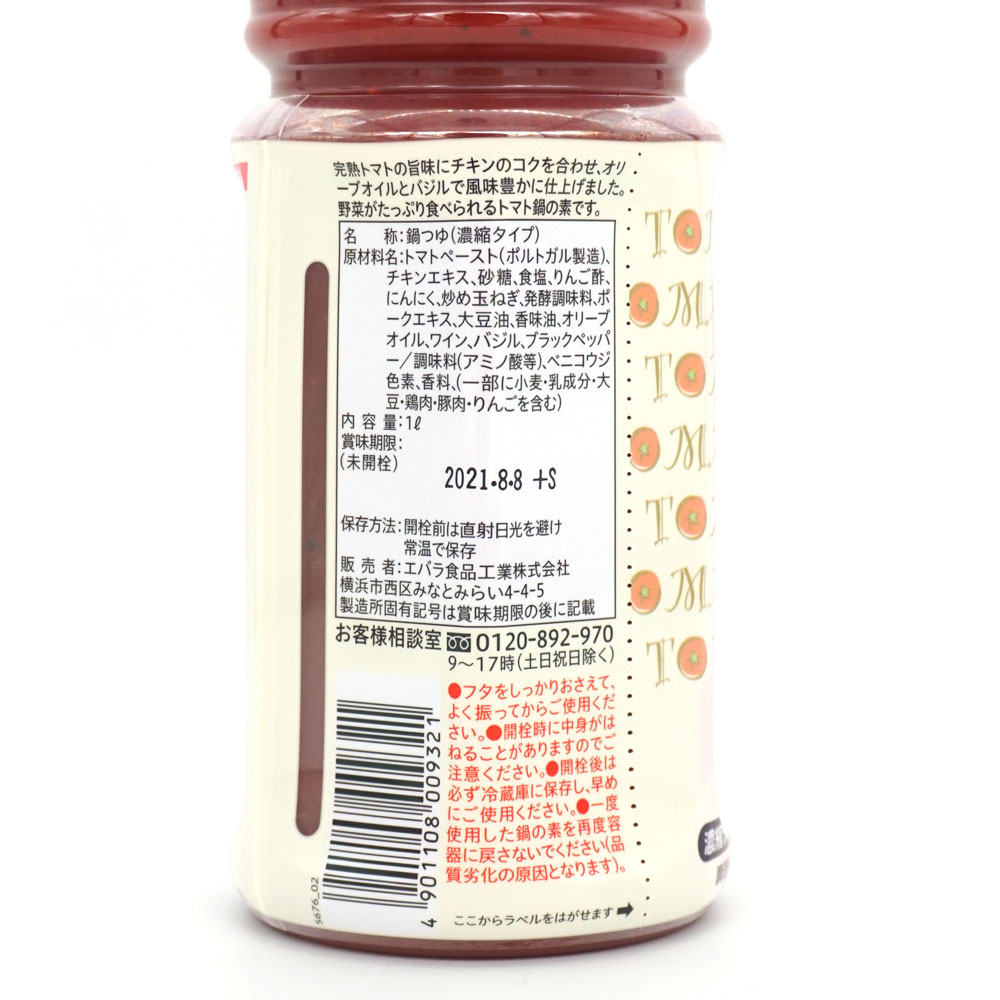 完熟トマトの旨味にチキンのコクを合わせ、オリ
ーブオイルとバジルで風味豊かに仕上げました。
野菜がたっぷり食べられるトマト鍋の素です。
名　称:鍋つゆ(濃縮タイプ)
原材料名:トマトペースト(ポルトガル製造)、
チキンエキス、砂糖、食塩、りんご酢、
にんにく、炒め玉ねぎ、発酵調味料、ポ
ークエキス、大豆油、香味油、オリーブ
オイル、ワイン、バジル、ブラックペッパ
ー/調味料(アミノ酸等)、ベニコウジ
色素、香料、(一部に小麦・乳成分・大
豆・鶏肉・豚肉・りんごを含む)
内 容 量:1ℓ
賞味期限:
(未開栓)
2021.8.8 +S
保存方法:開栓前は直射日光を避け
常温で保存
販 売 者:エバラ食品工業株式会社
横浜市西区みなとみらい4-4-5
製造所固有記号は賞味期限の後に記載
お客様相談室 0120-892-970
9～17時(土日祝日除く)
●フタをしっかりおさえて、
よく振ってからご使用くだ
さい。●開栓時に中身がは
ねることがありますのでご
注意ください。●開栓後は
必ず冷蔵庫に保存し、早め
にご使用ください。●一度
使用した鍋の素を再度容
器に戻さないでください(品
質劣化の原因となります)。
4 901108 009321
5676_02
ここからラベルをはがせます➡
TO
OM
TO
OM
TO
OM
TO
濃縮